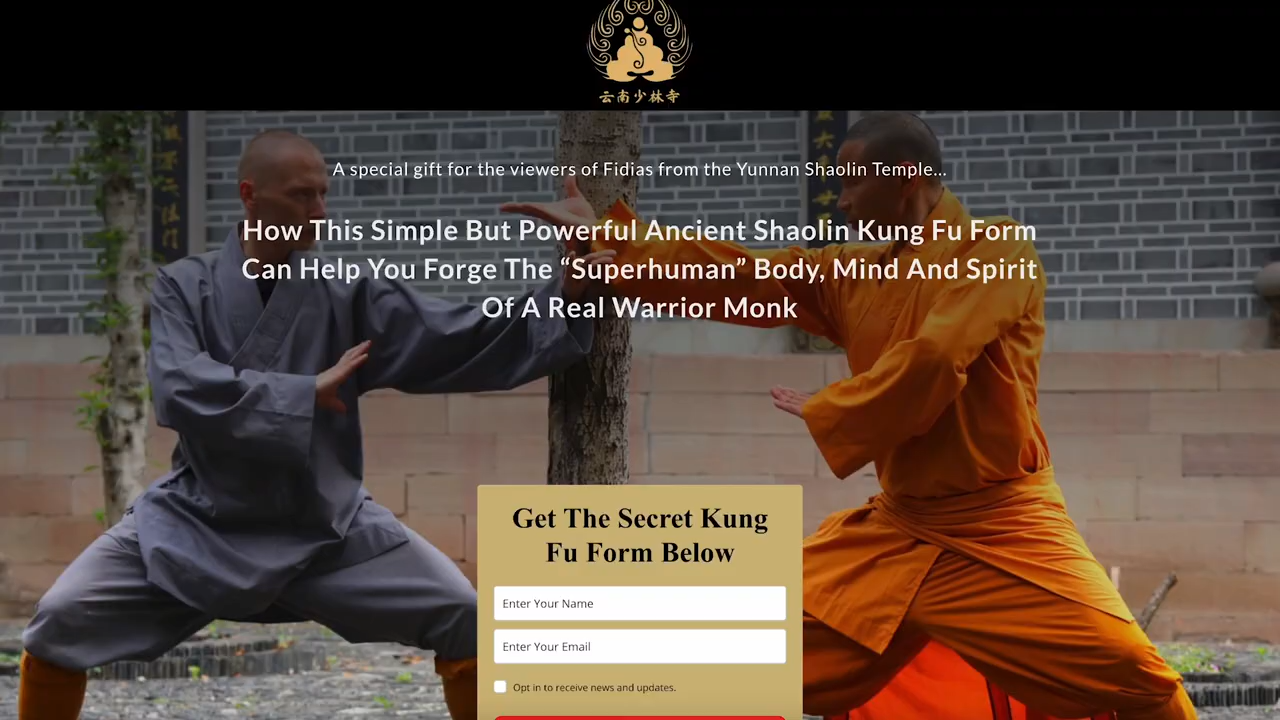 云南少林寺
A special gift for the viewers of Fidias from the Yunnan Shaolin Temple...
How This Simple But Powerful Ancient Shaolin Kung Fu Form
Can Help You Forge The “Superhuman” Body, Mind And Spirit
Of A Real Warrior Monk
Get The Secret Kung
Fu Form Below
Enter Your Name
Enter Your Email
Opt in to receive news and updates.